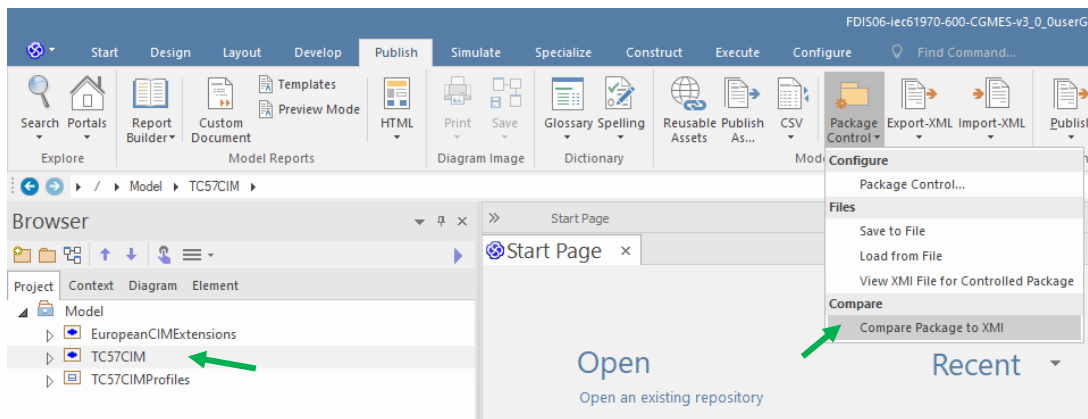 FDIS06-iec61970-600-CGMES-v3_0_0userG
Start Design Layout Develop Publish Simulate Specialize Construct Execute Configure Find Command...
Search Portals Report Builder Custom Document Templates Preview Mode HTML Print Save Glossary Spelling Reusable Assets Publish As... CSV Package Control Export-XML Import-XML Publish
Explore Model Reports Diagram Image Dictionary Mod
Configure
Package Control...
Files
Save to File
Load from File
View XMI File for Controlled Package
Compare
Compare Package to XMI
/ Model TC57CIM
Browser
Project Context Diagram Element
Model
EuropeanCIMExtensions
TC57CIM
TC57CIMProfiles
Start Page
Start Page
Open Recent
Open an existing repository